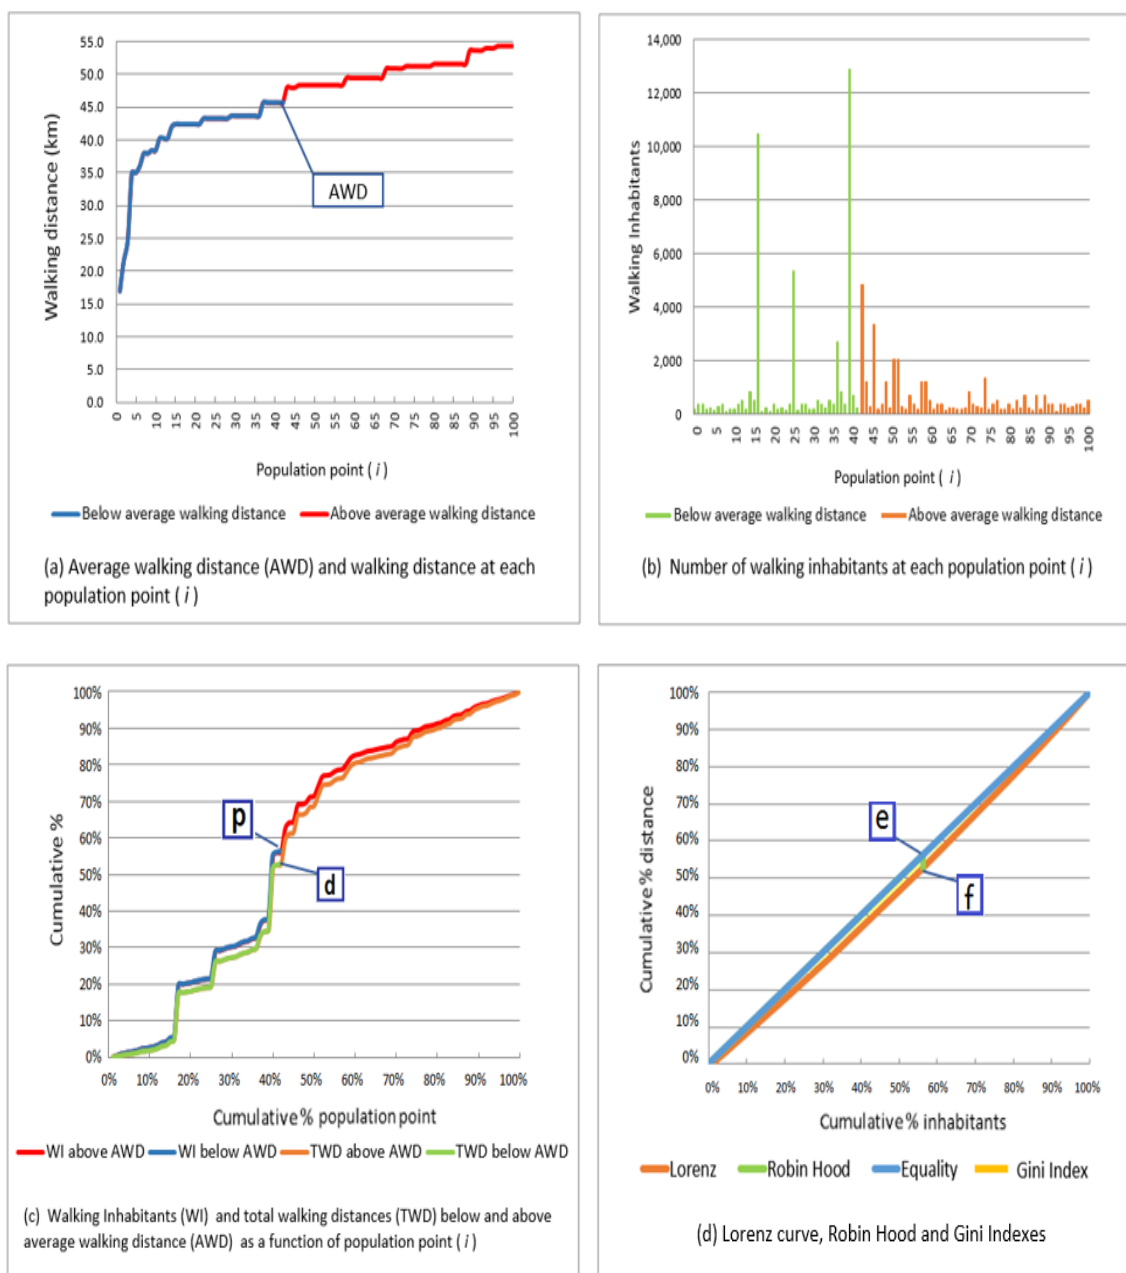 55.0
50.0
45.0
40.0
35.0
30.0
25.0
20.0
15.0
10.0
5.0
0.0
Walking distance (km)
AWD
0 5 10 15 20 25 30 35 40 45 50 55 60 65 70 75 80 85 90 95 100
Population point ( i )
Below average walking distance Above average walking distance
(a) Average walking distance (AWD) and walking distance at each
population point ( i )
14,000
12,000
10,000
8,000
6,000
4,000
2,000
0
Walking Inhabitants
0 5 10 15 20 25 30 35 40 45 50 55 60 65 70 75 80 85 90 95 100
Population point ( i )
Below average walking distance Above average walking distance
(b) Number of walking inhabitants at each population point ( i )
100%
90%
80%
70%
60%
50%
40%
30%
20%
10%
0%
Cumulative %
p
d
0% 10% 20% 30% 40% 50% 60% 70% 80% 90% 100%
Cumulative % population point
WI above AWD WI below AWD TWD above AWD TWD below AWD
(c) Walking Inhabitants (WI) and total walking distances (TWD) below and above
average walking distance (AWD) as a function of population point ( i )
100%
90%
80%
70%
60%
50%
40%
30%
20%
10%
0%
Cumulative % distance
e
f
0% 10% 20% 30% 40% 50% 60% 70% 80% 90% 100%
Cumulative % inhabitants
Lorenz Robin Hood Equality Gini Index
(d) Lorenz curve, Robin Hood and Gini Indexes